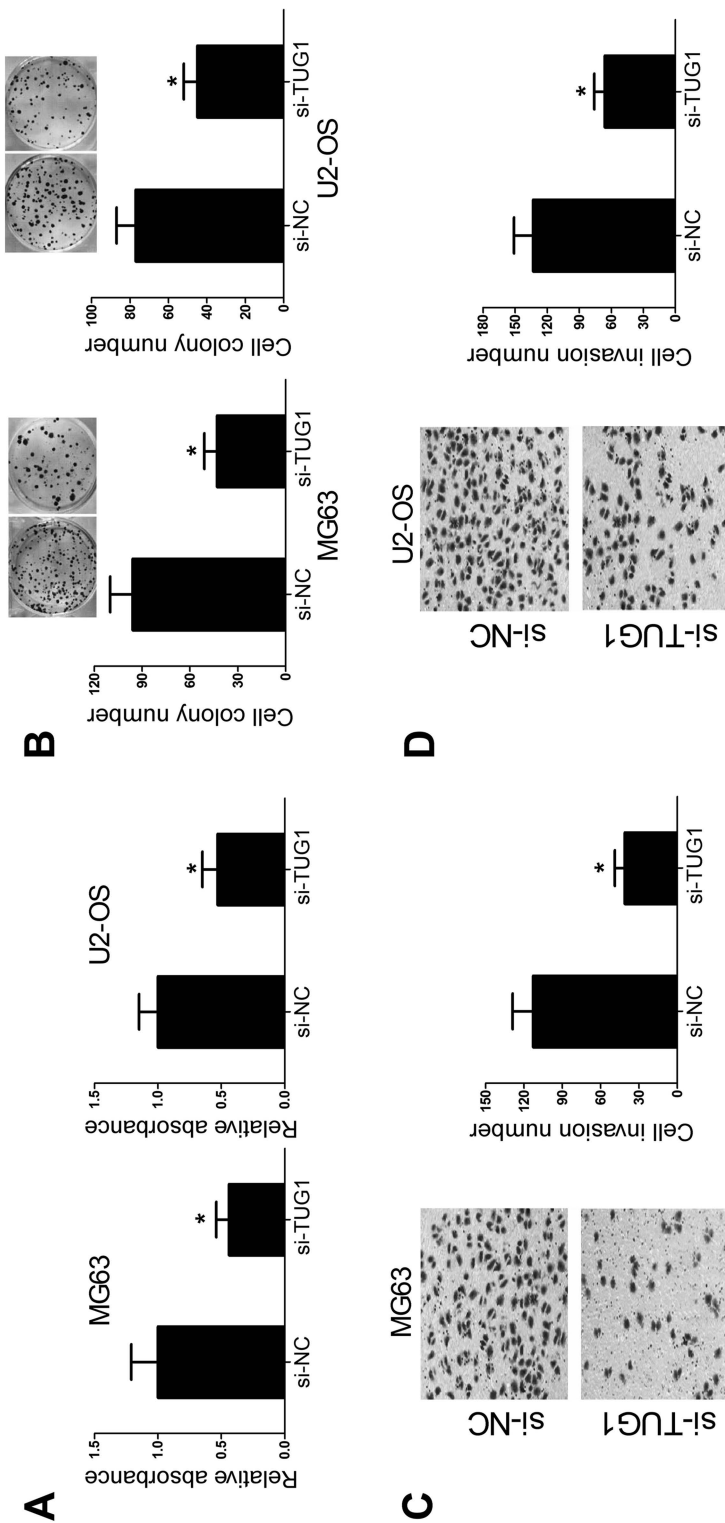 A
MG63
Relative absorbance
1.5
1.0
0.5
0.0
si-NC
*
si-TUG1
U2-OS
Relative absorbance
1.5
1.0
0.5
0.0
si-NC
*
si-TUG1
B
Cell colony number
120
90
60
30
0
si-NC
*
si-TUG1
MG63
Cell colony number
100
80
60
40
20
0
si-NC
*
si-TUG1
U2-OS
C
MG63
si-NC
si-TUG1
Cell invasion number
150
120
90
60
30
0
si-NC
*
si-TUG1
D
U2-OS
si-NC
si-TUG1
Cell invasion number
180
150
120
90
60
30
0
si-NC
*
si-TUG1